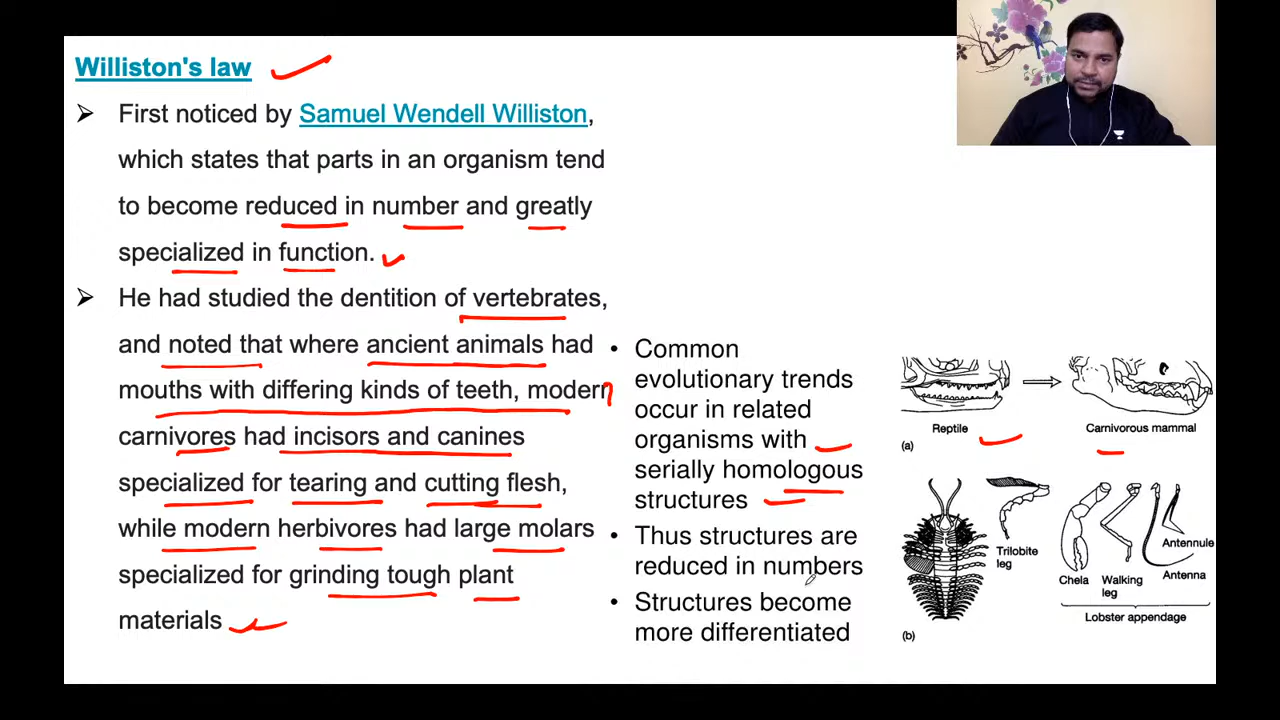 Williston's law
➢ First noticed by Samuel Wendell Williston,
which states that parts in an organism tend
to become reduced in number and greatly
specialized in function.
➢ He had studied the dentition of vertebrates,
and noted that where ancient animals had
mouths with differing kinds of teeth, modern
carnivores had incisors and canines
specialized for tearing and cutting flesh,
while modern herbivores had large molars
specialized for grinding tough plant
materials
• Common
evolutionary trends
occur in related
organisms with
serially homologous
structures
• Thus structures are
reduced in numbers
• Structures become
more differentiated
Reptile
Carnivorous mammal
(a)
Trilobite
leg
Chela
Walking
leg
Antennule
Antenna
Lobster appendage
(b)